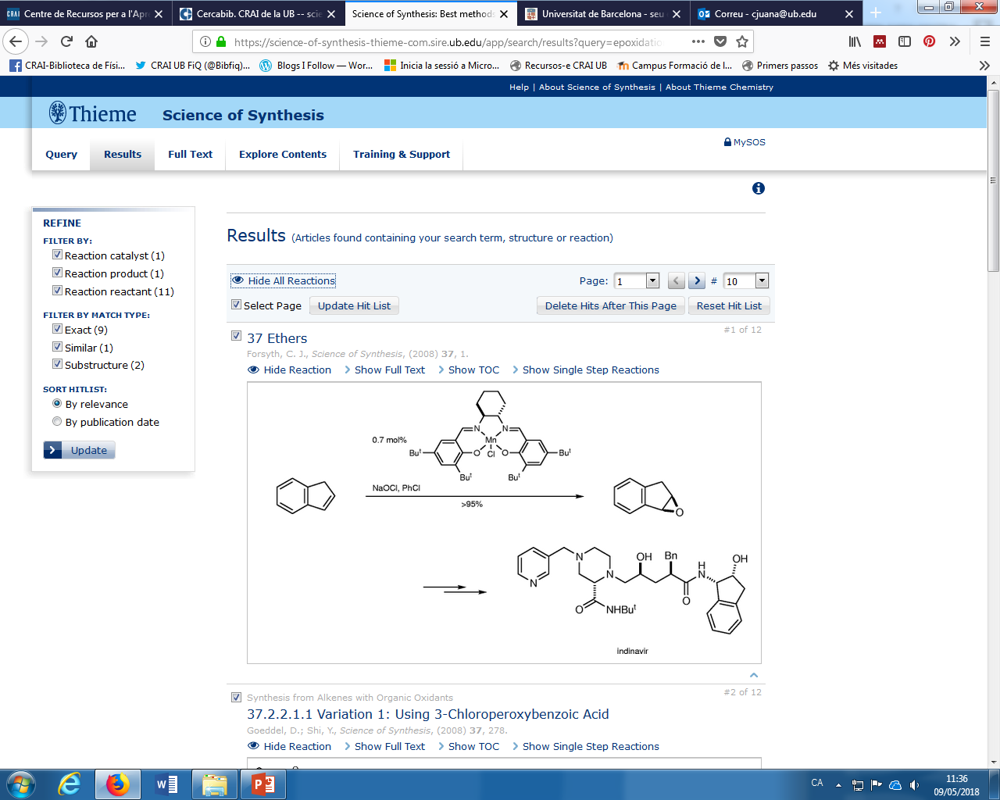 Centre de Recursos per a l'Apre
Cercabib. CRAI de la UB -- scie
Science of Synthesis: Best methods
Universitat de Barcelona - seu e
Correu - cjuana@ub.edu
https://science-of-synthesis-thieme-com.sire.ub.edu/app/search/results?query=epoxidatio
CRAI-Biblioteca de Físi...
CRAI UB FiQ (@Bibfiq)...
Blogs I Follow — Wor...
Inicia la sessió a Micro...
Recursos-e CRAI UB
Campus Formació de l...
Primers passos
Més visitades
Help | About Science of Synthesis | About Thieme Chemistry
Thieme Science of Synthesis
Query Results Full Text Explore Contents Training & Support
MySOS
REFINE
FILTER BY:
Reaction catalyst (1)
Reaction product (1)
Reaction reactant (11)
FILTER BY MATCH TYPE:
Exact (9)
Similar (1)
Substructure (2)
SORT HITLIST:
By relevance
By publication date
Update
Results (Articles found containing your search term, structure or reaction)
Hide All Reactions Page: 1 # 10
Select Page Update Hit List Delete Hits After This Page Reset Hit List
#1 of 12
37 Ethers
Forsyth, C. J., Science of Synthesis, (2008) 37, 1.
Hide Reaction Show Full Text Show TOC Show Single Step Reactions
N N
0.7 mol% Mn
Buᵗ O Cl O Buᵗ
Buᵗ Buᵗ
NaOCl, PhCl
>95%
O
N OH Bn H OH
N N N
O NHBuᵗ O
indinavir
#2 of 12
Synthesis from Alkenes with Organic Oxidants
37.2.2.1.1 Variation 1: Using 3-Chloroperoxybenzoic Acid
Goeddel, D.; Shi, Y., Science of Synthesis, (2008) 37, 278.
Hide Reaction Show Full Text Show TOC Show Single Step Reactions
CA
11:36
09/05/2018